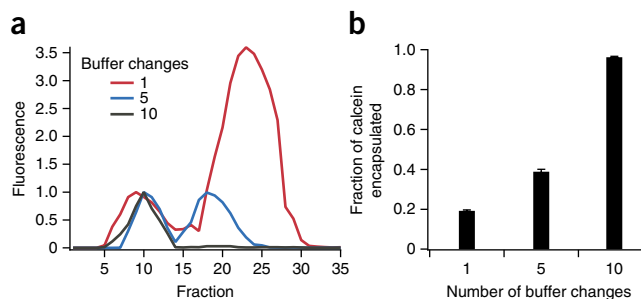 a
Buffer changes
1
5
10
Fluorescence
3.5
3.0
2.5
2.0
1.5
1.0
0.5
0
5 10 15 20 25 30 35
Fraction
b
Fraction of calcein
encapsulated
1.0
0.8
0.6
0.4
0.2
0
1 5 10
Number of buffer changes